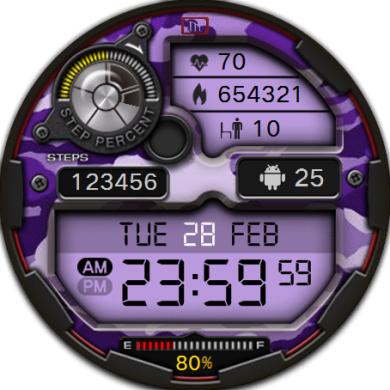 70
654321
10
STEP PERCENT
STEPS
123456
25
TUE 28 FEB
AM
PM
23:59 59
E F
80%